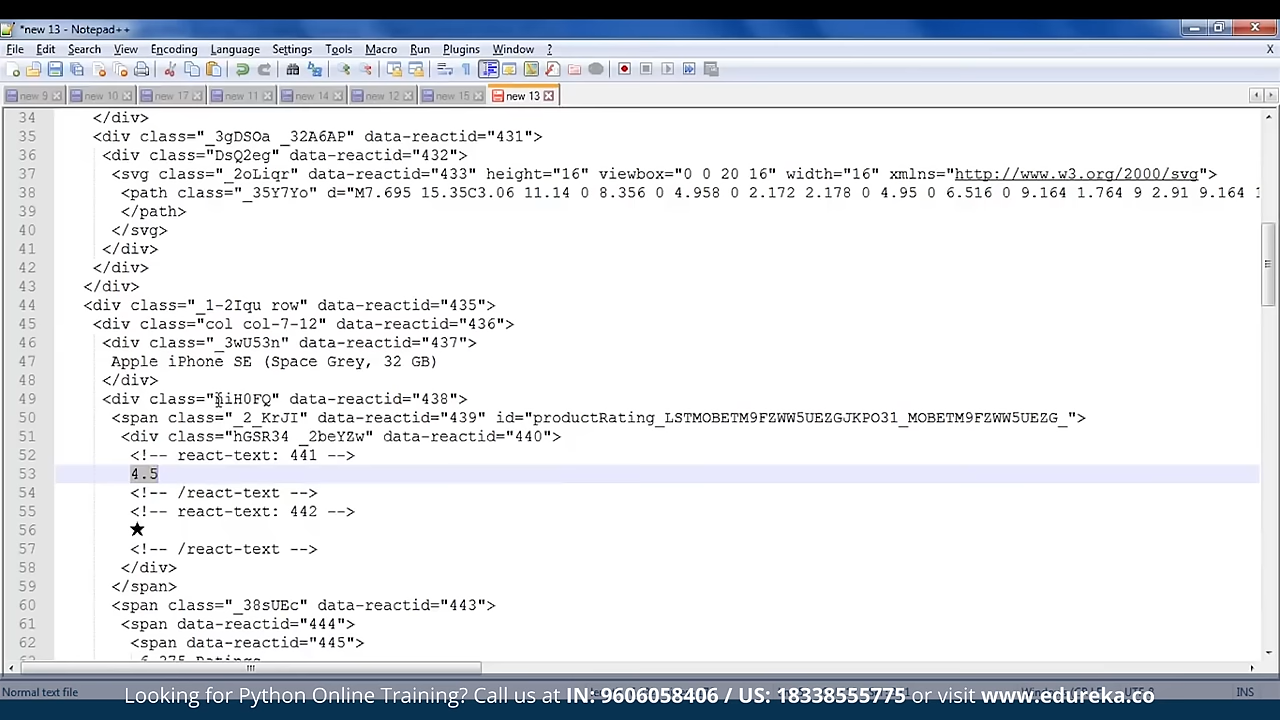 *new 13 - Notepad++
File Edit Search View Encoding Language Settings Tools Macro Run Plugins Window ? X
new 9 new 10 new 17 new 11 new 14 new 12 new 15 new 13
34 </div>
35 <div class="_3gDSOa _32A6AP" data-reactid="431">
36 <div class="DsQ2eg" data-reactid="432">
37 <svg class="_2oLiqr" data-reactid="433" height="16" viewbox="0 0 20 16" width="16" xmlns="http://www.w3.org/2000/svg">
38 <path class="_35Y7Yo" d="M7.695 15.35C3.06 11.14 0 8.356 0 4.958 0 2.172 2.178 0 4.95 0 6.516 0 9.164 1.764 9 2.91 9.164 1
39 </path>
40 </svg>
41 </div>
42 </div>
43 </div>
44 <div class="_1-2Iqu row" data-reactid="435">
45 <div class="col col-7-12" data-reactid="436">
46 <div class="_3wU53n" data-reactid="437">
47 Apple iPhone SE (Space Grey, 32 GB)
48 </div>
49 <div class= data-reactid="438">
50 <span class="_2_KrJI" data-reactid="439" id="productRating_LSTMOBETM9FZWW5UEZGJKPO31_MOBETM9FZWW5UEZG_">
51 <div class="hGSR34 _2beYZw" data-reactid="440">
52 <!-- react-text: 441 -->
53 4.5
54 <!-- /react-text -->
55 <!-- react-text: 442 -->
56 ★
57 <!-- /react-text -->
58 </div>
59 </span>
60 <span class="_38sUEc" data-reactid="443">
61 <span data-reactid="444">
62 <span data-reactid="445">
Normal text file INS
Looking for Python Online Training? Call us at IN: 9606058406 / US: 18338555775 or visit www.edureka.co